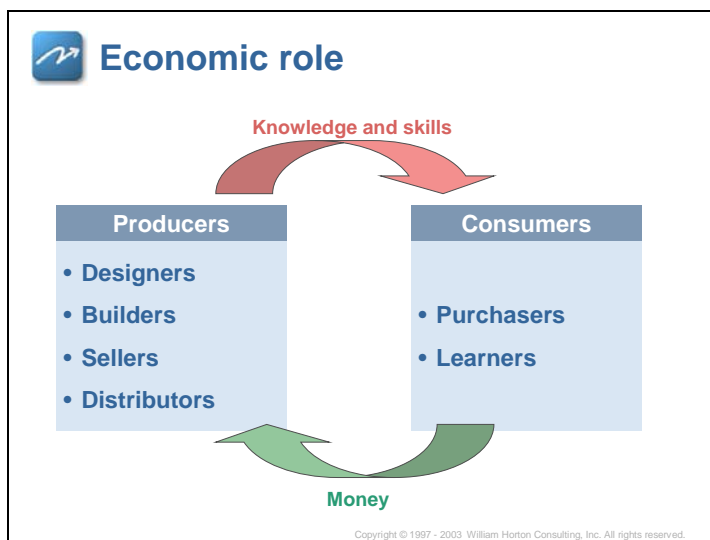 Economic role
Knowledge and skills
Producers
• Designers
• Builders
• Sellers
• Distributors
Consumers
• Purchasers
• Learners
Money
Copyright © 1997 - 2003 William Horton Consulting, Inc. All rights reserved.